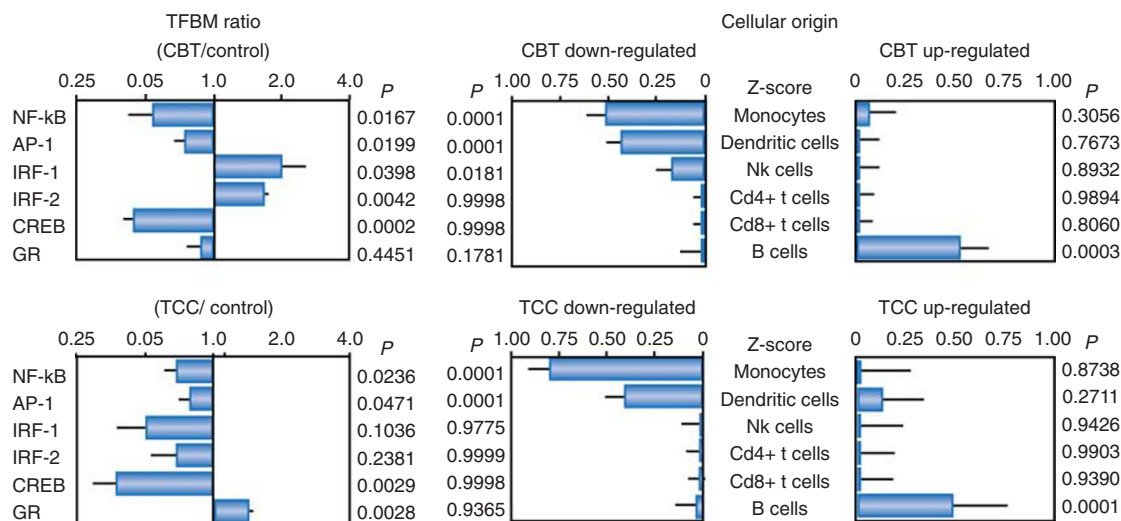 TFBM ratio
(CBT/control)
0.25 0.05 1.0 2.0 4.0
P
NF-kB 0.0167
AP-1 0.0199
IRF-1 0.0398
IRF-2 0.0042
CREB 0.0002
GR 0.4451
Cellular origin
CBT down-regulated CBT up-regulated
P 1.00 0.75 0.50 0.25 0 Z-score 0 0.25 0.50 1.00 P
0.0001 Monocytes 0.3056
0.0001 Dendritic cells 0.7673
0.0181 Nk cells 0.8932
0.9998 Cd4+ t cells 0.9894
0.9998 Cd8+ t cells 0.8060
0.1781 B cells 0.0003
(TCC/ control)
0.25 0.05 1.0 2.0 4.0
P
NF-kB 0.0236
AP-1 0.0471
IRF-1 0.1036
IRF-2 0.2381
CREB 0.0029
GR 0.0028
TCC down-regulated TCC up-regulated
P 1.00 0.75 0.50 0.25 0 Z-score 0 0.25 0.50 1.00 P
0.0001 Monocytes 0.8738
0.0001 Dendritic cells 0.2711
0.9775 Nk cells 0.9426
0.9999 Cd4+ t cells 0.9903
0.9998 Cd8+ t cells 0.9390
0.9365 B cells 0.0001